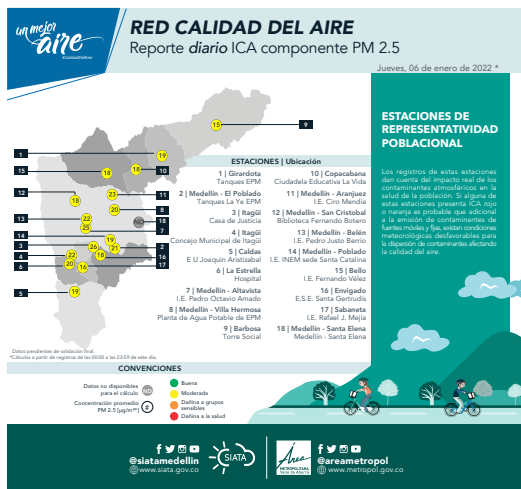 un mejor
aire
#CalidadDelAire
RED CALIDAD DEL AIRE
Reporte diario ICA componente PM 2.5
Jueves, 06 de enero de 2022 *
ESTACIONES DE
REPRESENTATIVIDAD
POBLACIONAL
Los registros de estas estaciones
dan cuenta del impacto real de los
contaminantes atmosféricos en la
salud de la población. Si alguna de
estas estaciones presenta ICA rojo
o naranja es probable que adicional
a la emisión de contaminantes de
fuentes móviles y fijas, existan condiciones
meteorológicas desfavorables para
la dispersión de contaminantes afectando
la calidad del aire.
1
15
12
13
14
3
4
6
5
9
10
11
8
7
2
16
17
15
19
18
18
18
23
20
22
25
ND
18
19
26
21
22
20
16
19
ESTACIONES | Ubicación
1 | Girardota
Tanques EPM
2 | Medellín - El Poblado
Tanques La Ye EPM
3 | Itagüí
Casa de Justicia
4 | Itagüí
Concejo Municipal de Itagüí
5 | Caldas
E U Joaquín Aristizabal
6 | La Estrella
Hospital
7 | Medellín - Altavista
I.E. Pedro Octavio Amado
8 | Medellín - Villa Hermosa
Planta de Agua Potable de EPM
9 | Barbosa
Torre Social
10 | Copacabana
Ciudadela Educativa La Vida
11 | Medellín - Aranjuez
I.E. Ciro Mendía
12 | Medellín - San Cristobal
Biblioteca Fernando Botero
13 | Medellín - Belén
I.E. Pedro Justo Berrío
14 | Medellín - Poblado
I.E. INEM sede Santa Catalina
15 | Bello
I.E. Fernando Vélez
16 | Envigado
E.S.E. Santa Gertrudis
17 | Sabaneta
I.E. Rafael J. Mejía
18 | Medellín - Santa Elena
Medellín - Santa Elena
Datos pendientes de validación final.
*Cálculos a partir de registros de las 00:00 a las 23:59 de este día.
CONVENCIONES
Datos no disponibles
para el cálculo
ND
Concentración promedio
PM 2.5 [µg/m³]
#
Buena
Moderada
Dañina a grupos
sensibles
Dañina a la salud
@siatamedellin
www.siata.gov.co
SIATA
Área
METROPOLITANA
Valle de Aburrá
@areametropol
www.metropol.gov.co